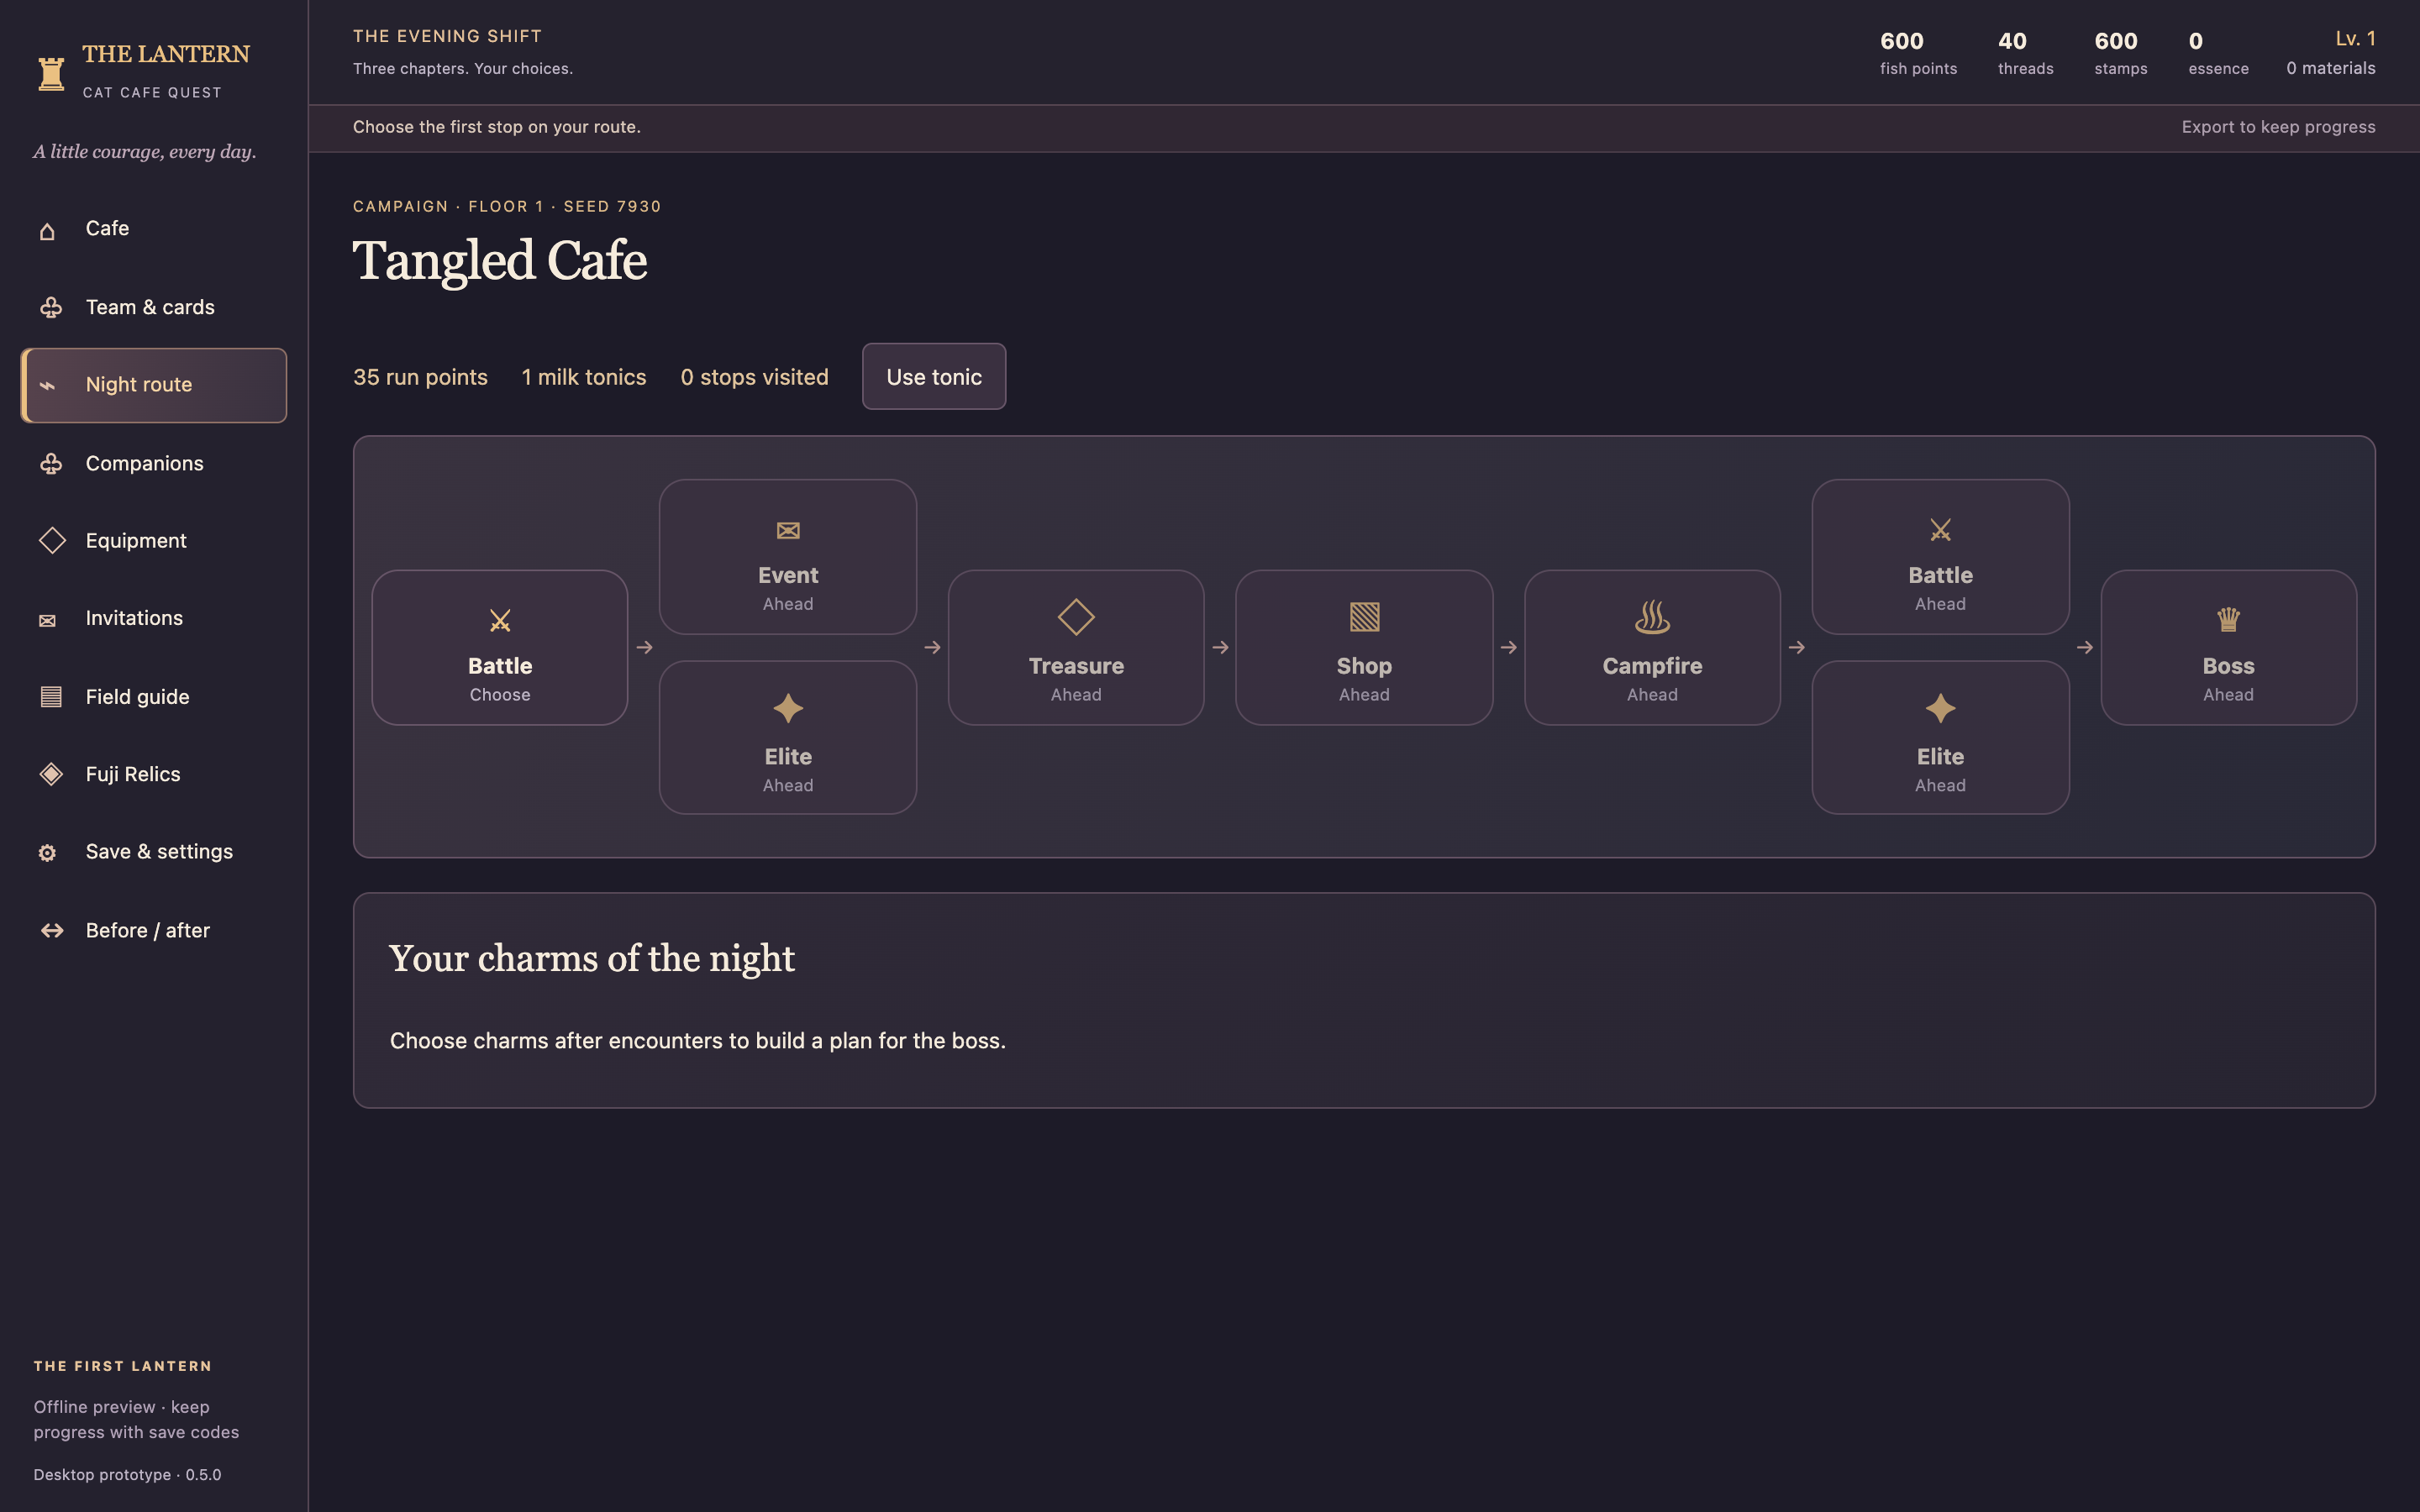 THE LANTERN
CAT CAFE QUEST
A little courage, every day.
Cafe
Team & cards
Night route
Companions
Equipment
Invitations
Field guide
Fuji Relics
Save & settings
Before / after
THE FIRST LANTERN
Offline preview · keep
progress with save codes
Desktop prototype · 0.5.0
THE EVENING SHIFT
Three chapters. Your choices.
600
fish points
40
threads
600
stamps
0
essence
Lv. 1
0 materials
Choose the first stop on your route.
Export to keep progress
CAMPAIGN · FLOOR 1 · SEED 7930
Tangled Cafe
35 run points
1 milk tonics
0 stops visited
Use tonic
Battle
Choose
Event
Ahead
Elite
Ahead
Treasure
Ahead
Shop
Ahead
Campfire
Ahead
Battle
Ahead
Elite
Ahead
Boss
Ahead
Your charms of the night
Choose charms after encounters to build a plan for the boss.